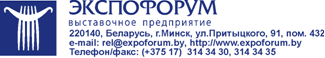 ЭКСПОФОРУМ
выставочное предприятие
220140, Беларусь, г.Минск, ул.Притыцкого, 91, пом. 432
e-mail: rel@expoforum.by, http://www.expoforum.by
Телефон/факс: (+375 17) 314 34 30, 314 34 35